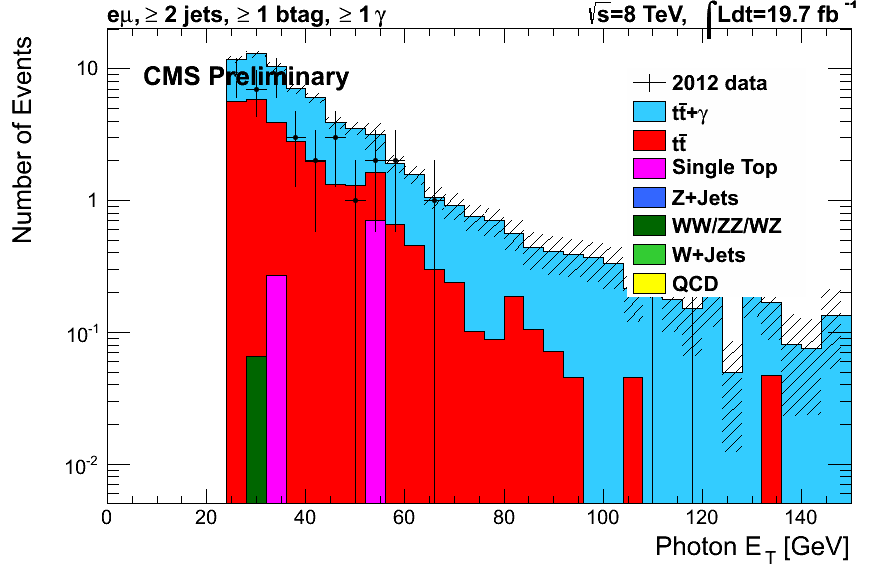 eμ, ≥ 2 jets, ≥ 1 btag, ≥ 1 γ
√s=8 TeV, ∫Ldt=19.7 fb⁻¹
CMS Preliminary
2012 data
tt̄+γ
tt̄
Single Top
Z+Jets
WW/ZZ/WZ
W+Jets
QCD
Number of Events
10
1
10⁻¹
10⁻²
0 20 40 60 80 100 120 140
Photon E_T [GeV]